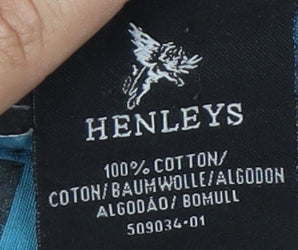 HENLEYS
100% COTTON/
COTON/BAUMWOLLE/ALGODON
ALGODÃO/BOMULL
509034-01